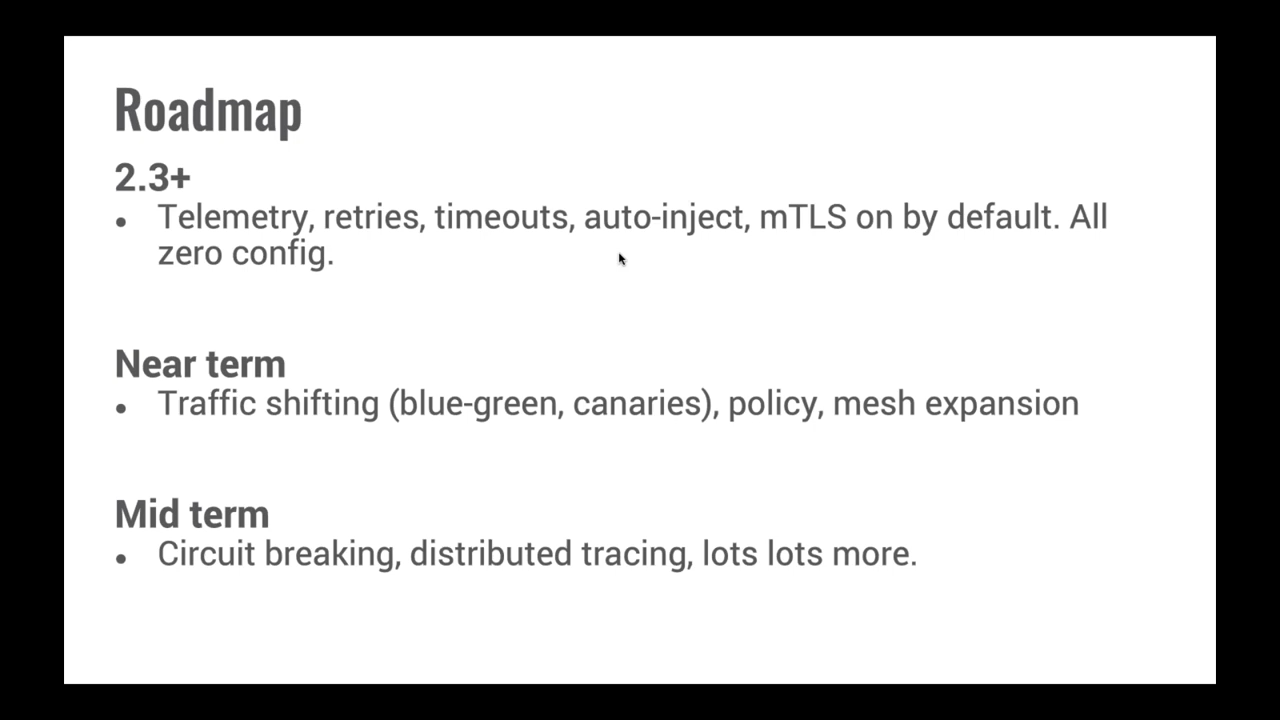 Roadmap
2.3+
• Telemetry, retries, timeouts, auto-inject, mTLS on by default. All
zero config.
Near term
• Traffic shifting (blue-green, canaries), policy, mesh expansion
Mid term
• Circuit breaking, distributed tracing, lots lots more.